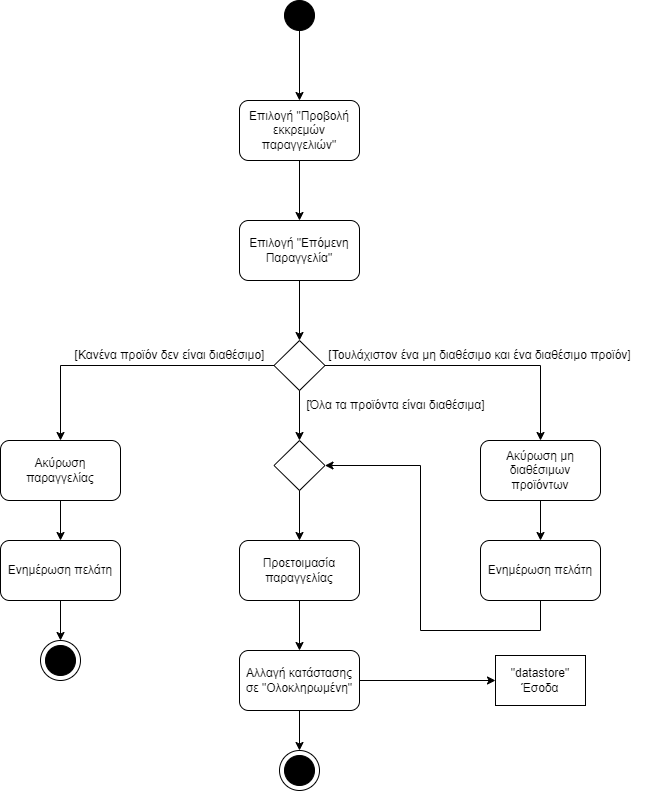 Επιλογή "Προβολή
εκκρεμών
παραγγελιών"
Επιλογή "Επόμενη
Παραγγελία"
[Κανένα προϊόν δεν είναι διαθέσιμο]
[Τουλάχιστον ένα μη διαθέσιμο και ένα διαθέσιμο προϊόν]
[Όλα τα προϊόντα είναι διαθέσιμα]
Ακύρωση
παραγγελίας
Ακύρωση μη
διαθέσιμων
προϊόντων
Ενημέρωση πελάτη
Προετοιμασία
παραγγελίας
Ενημέρωση πελάτη
Αλλαγή κατάστασης
σε "Ολοκληρωμένη"
"datastore"
Έσοδα